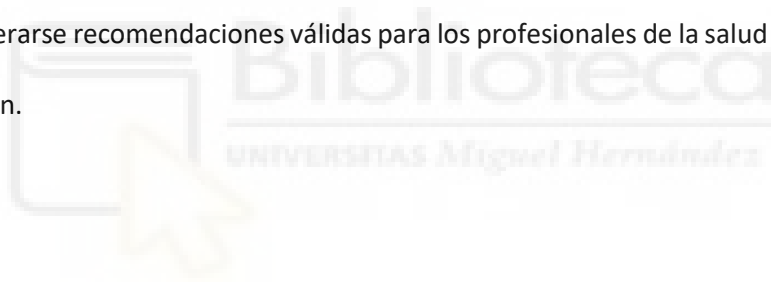 erarse recomendaciones válidas para los profesionales de la salud
n.
Biblioteca
UNIVERSITAS Miguel Hernández